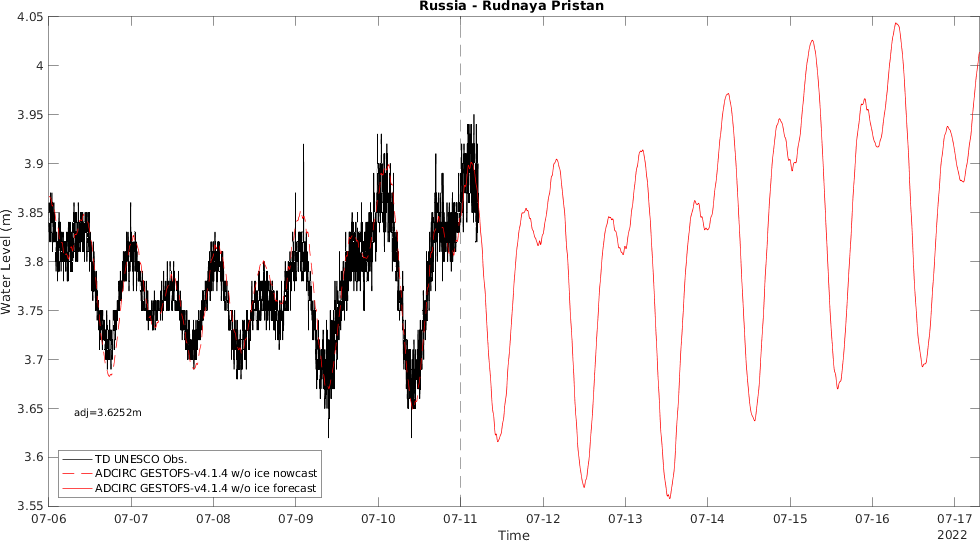 Russia - Rudnaya Pristan
4.05
4
3.95
3.9
3.85
3.8
3.75
3.7
3.65
3.6
3.55
Water Level (m)
adj=3.6252m
TD UNESCO Obs.
ADCIRC GESTOFS-v4.1.4 w/o ice nowcast
ADCIRC GESTOFS-v4.1.4 w/o ice forecast
07-06 07-07 07-08 07-09 07-10 07-11 07-12 07-13 07-14 07-15 07-16 07-17
Time
2022